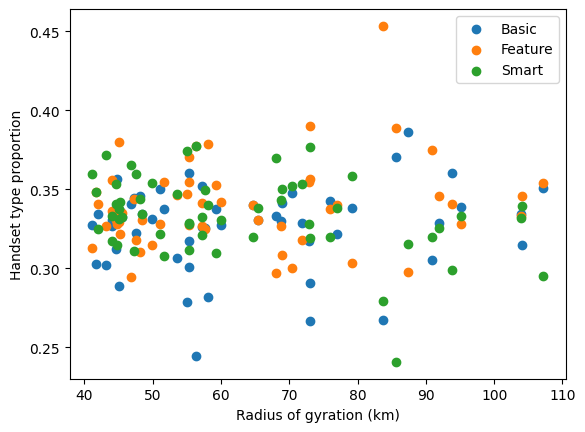 Basic
Feature
Smart
0.45
0.40
0.35
0.30
0.25
Handset type proportion
40 50 60 70 80 90 100 110
Radius of gyration (km)